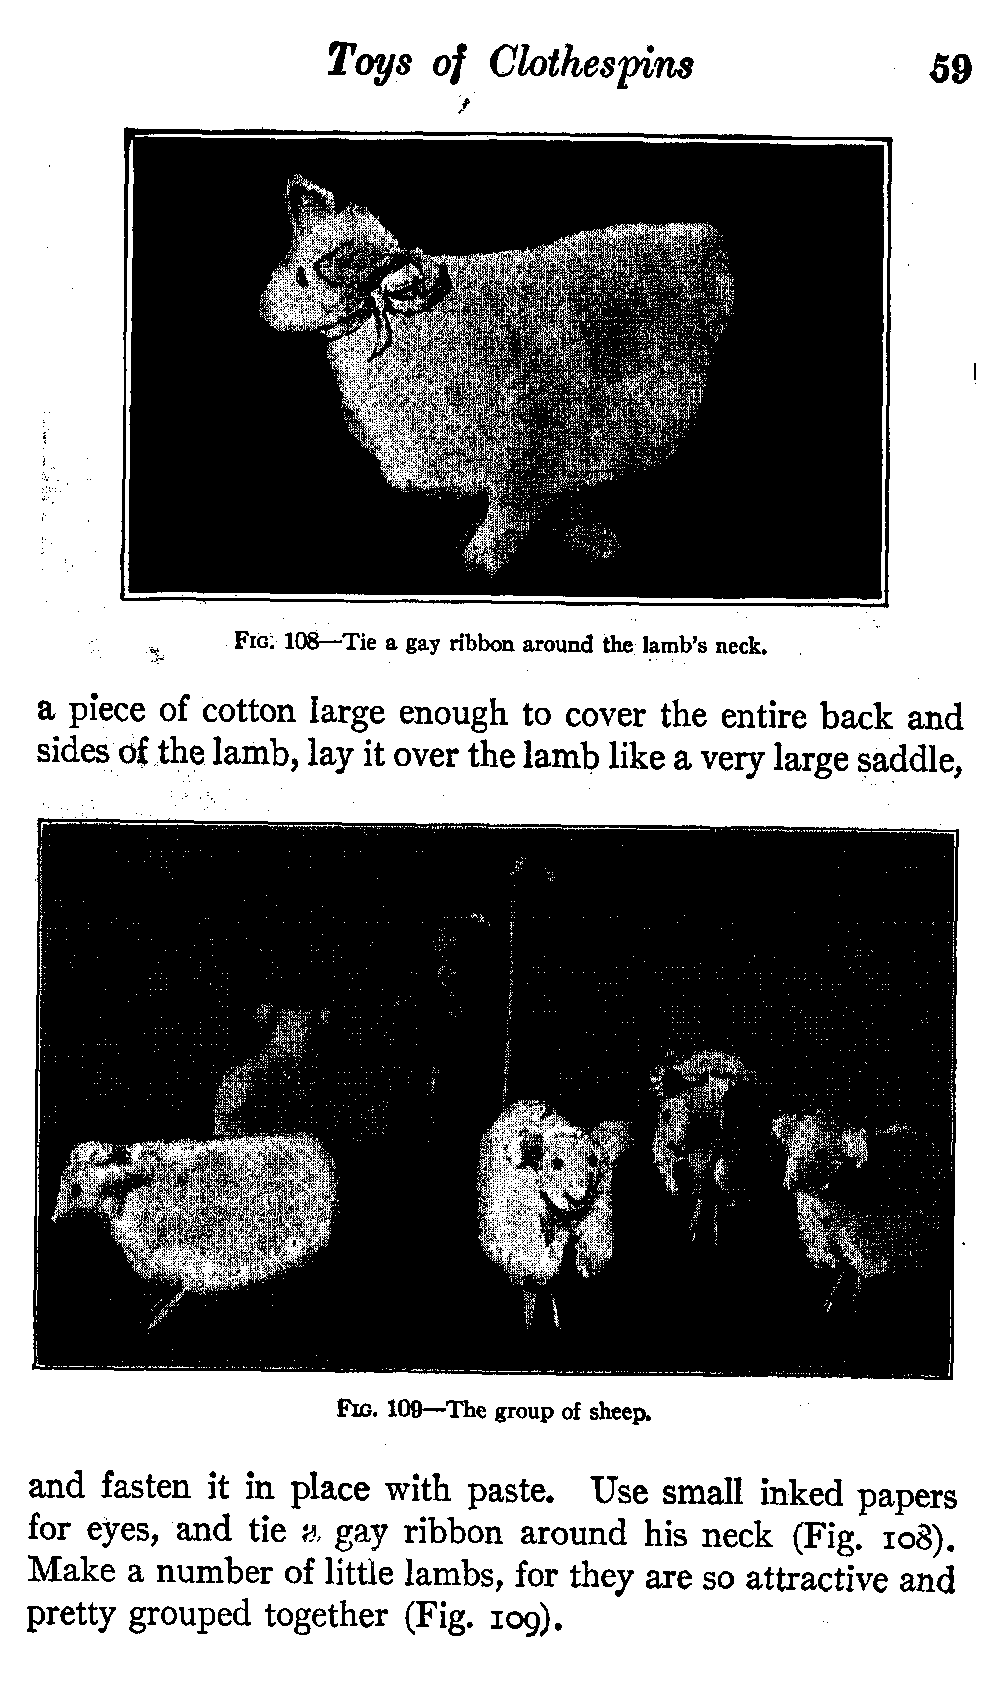 Toys of Clothespins 59
FIG. 108—Tie a gay ribbon around the lamb's neck.
a piece of cotton large enough to cover the entire back and
sides of the lamb, lay it over the lamb like a very large saddle,
FIG. 109—The group of sheep.
and fasten it in place with paste. Use small inked papers
for eyes, and tie a gay ribbon around his neck (Fig. 108).
Make a number of little lambs, for they are so attractive and
pretty grouped together (Fig. 109).